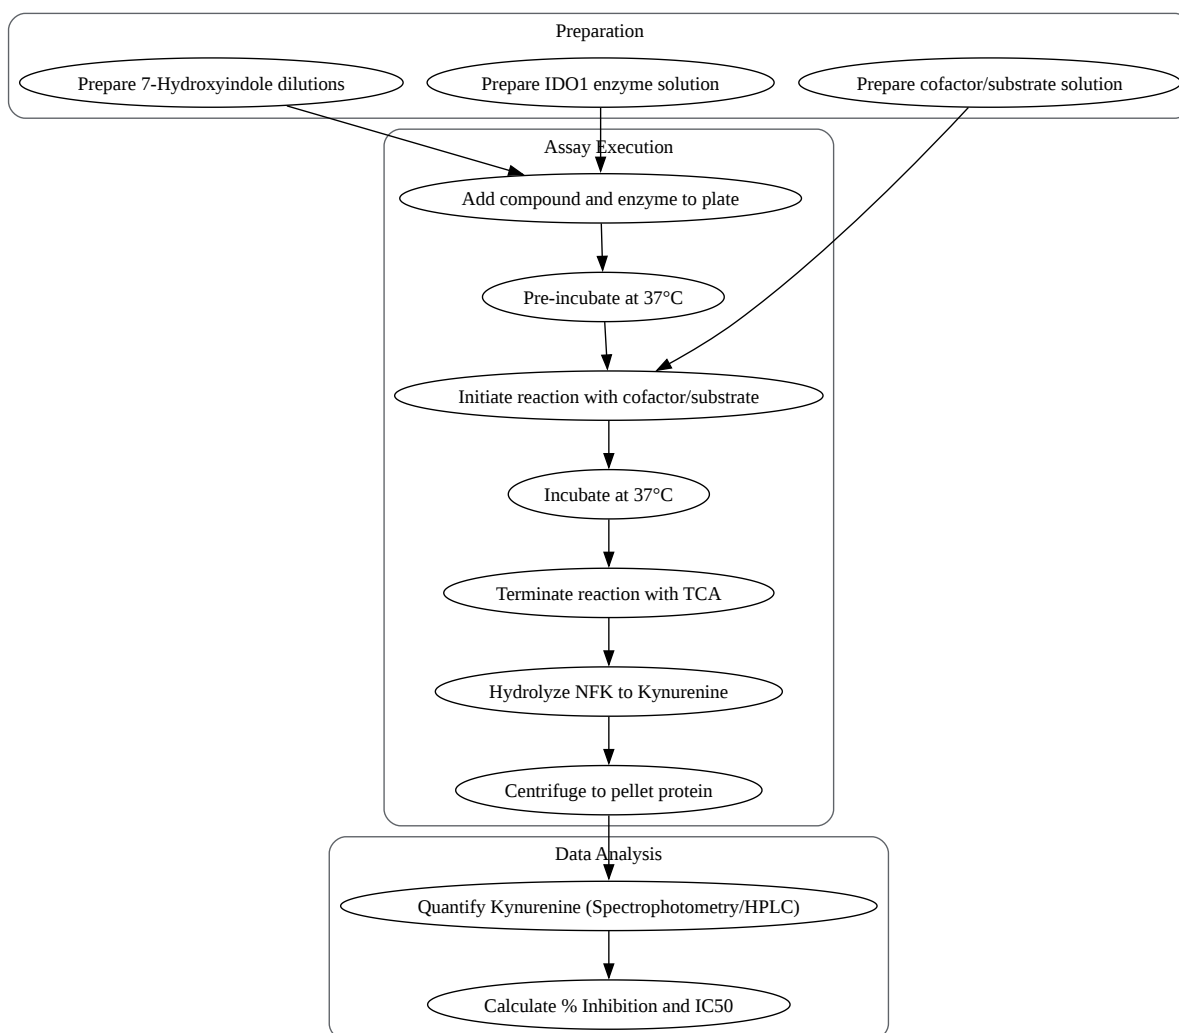 Preparation
Prepare 7-Hydroxyindole dilutions
Prepare IDO1 enzyme solution
Prepare cofactor/substrate solution
Assay Execution
Add compound and enzyme to plate
Pre-incubate at 37°C
Initiate reaction with cofactor/substrate
Incubate at 37°C
Terminate reaction with TCA
Hydrolyze NFK to Kynurenine
Centrifuge to pellet protein
Data Analysis
Quantify Kynurenine (Spectrophotometry/HPLC)
Calculate % Inhibition and IC50